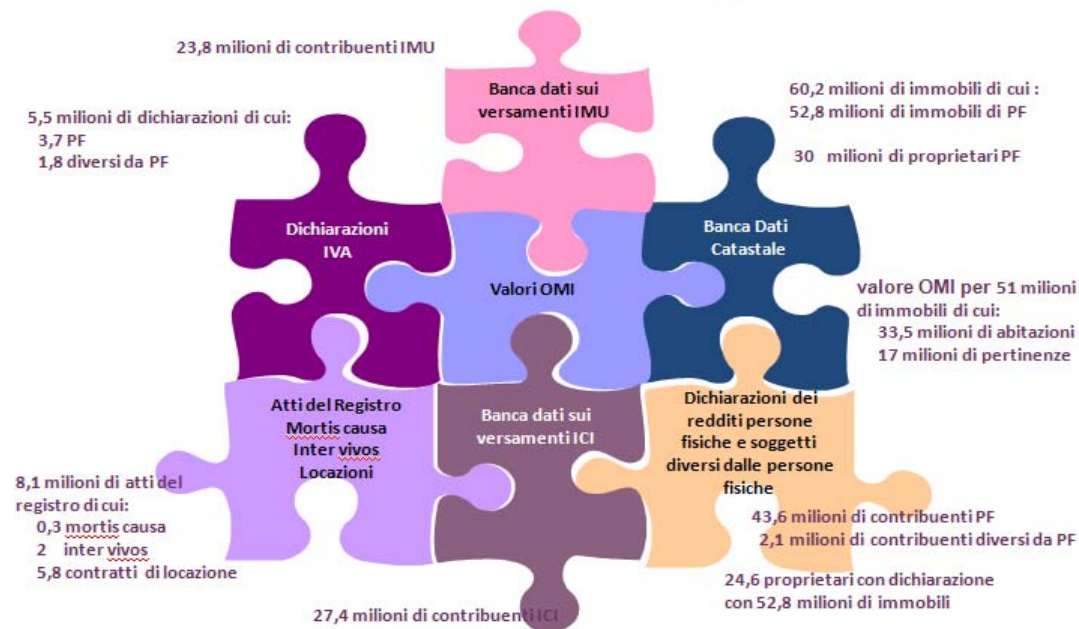 23,8 milioni di contribuenti IMU
Banca dati sui
versamenti IMU
5,5 milioni di dichiarazioni di cui:
3,7 PF
1,8 diversi da PF
60,2 milioni di immobili di cui :
52,8 milioni di immobili di PF
30 milioni di proprietari PF
Dichiarazioni
IVA
Valori OMI
Banca Dati
Catastale
valore OMI per 51 milioni
di immobili di cui:
33,5 milioni di abitazioni
17 milioni di pertinenze
Atti del Registro
Mortis causa
Inter vivos
Locazioni
Banca dati sui
versamenti ICI
Dichiarazioni dei
redditi persone
fisiche e soggetti
diversi dalle persone
fisiche
8,1 milioni di atti del
registro di cui:
0,3 mortis causa
2 inter vivos
5,8 contratti di locazione
43,6 milioni di contribuenti PF
2,1 milioni di contribuenti diversi da PF
24,6 proprietari con dichiarazione
con 52,8 milioni di immobili
27,4 milioni di contribuenti ICI